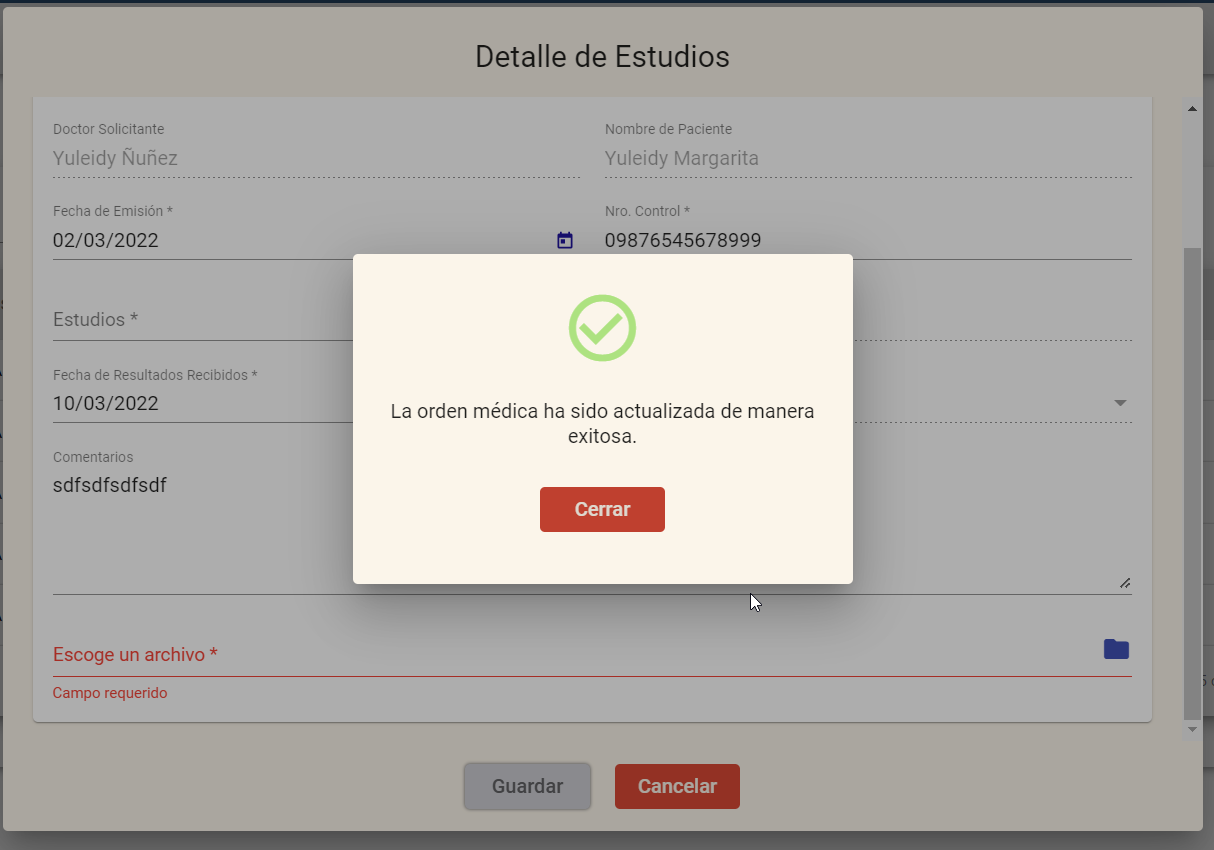 Detalle de Estudios
Doctor Solicitante
Nombre de Paciente
Yuleidy Ñuñez
Yuleidy Margarita
Fecha de Emisión *
Nro. Control *
02/03/2022
09876545678999
Estudios *
Fecha de Resultados Recibidos *
10/03/2022
La orden médica ha sido actualizada de manera
exitosa.
Comentarios
sdfsdfsdfsdf
Cerrar
Escoge un archivo *
Campo requerido
Guardar
Cancelar